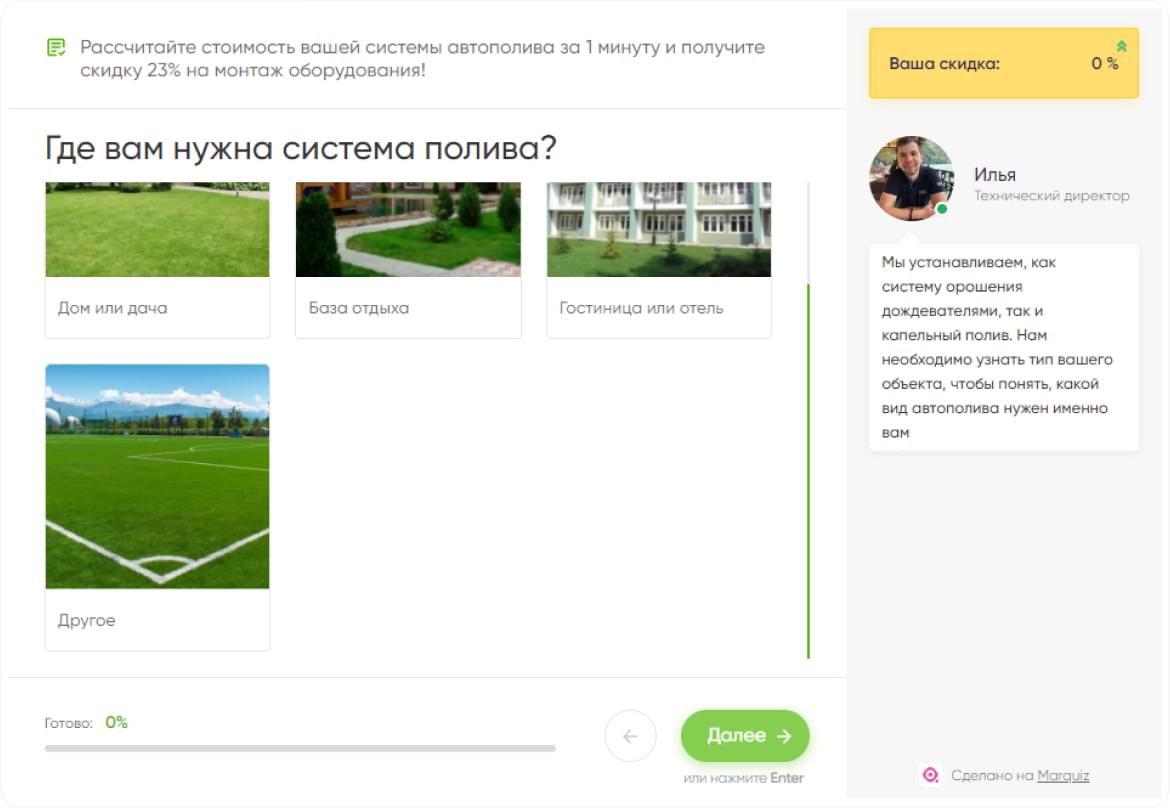 Рассчитайте стоимость вашей системы автополива за 1 минуту и получите
скидку 23% на монтаж оборудования!
Где вам нужна система полива?
Дом или дача
База отдыха
Гостиница или отель
Другое
Готово: 0%
Далее →
или нажмите Enter
Ваша скидка: 0 %
Илья
Технический директор
Мы устанавливаем, как
систему орошения
дождевателями, так и
капельный полив. Нам
необходимо узнать тип вашего
объекта, чтобы понять, какой
вид автополива нужен именно
вам
Сделано на Marquiz